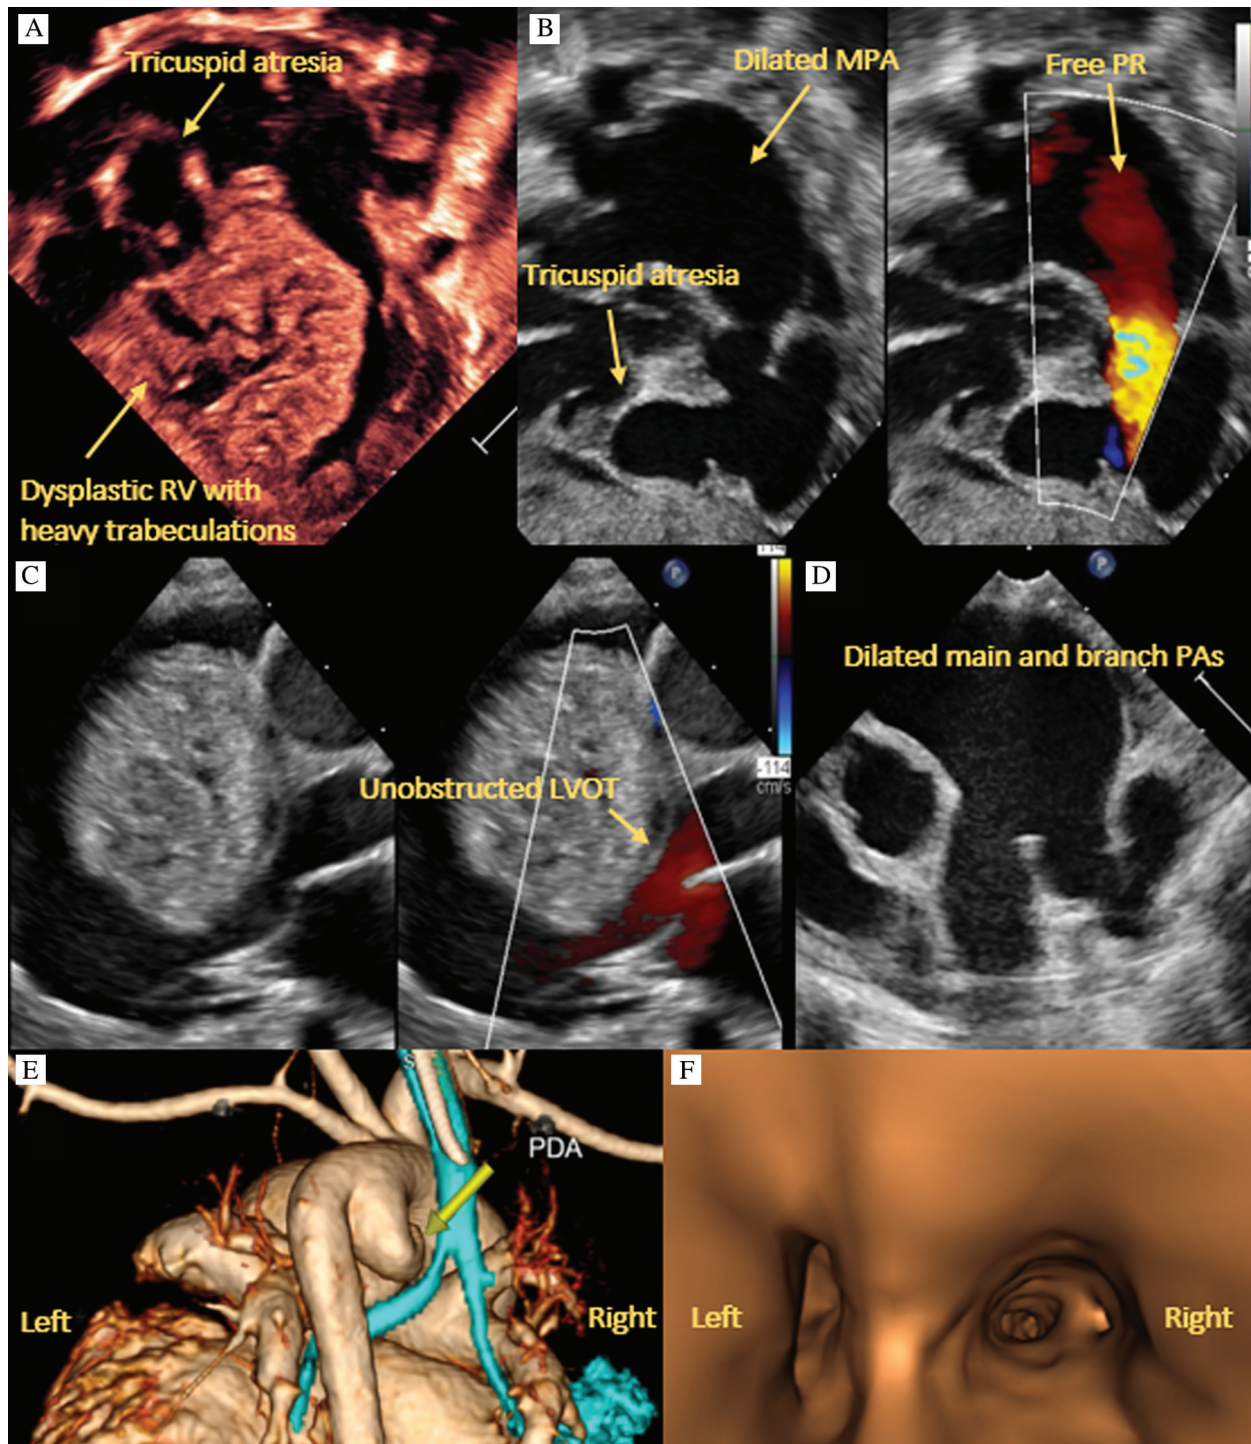 A
Tricuspid atresia
Dysplastic RV with
heavy trabeculations
B
Dilated MPA
Free PR
Tricuspid atresia
C
P
Unobstructed LVOT
-114
cm/s
D
P
Dilated main and branch PAs
E
S
PDA
Left
Right
F
Left
Right